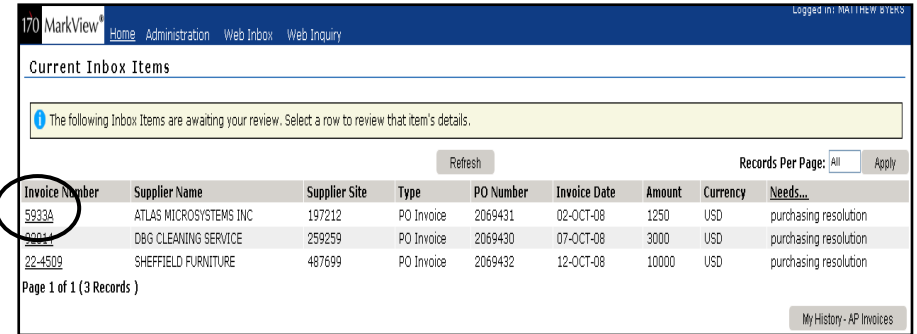 Logged in: MATTHEW BYERS
170 MarkView® Home Administration Web Inbox Web Inquiry
Current Inbox Items
The following Inbox Items are awaiting your review. Select a row to review that item's details.
Refresh Records Per Page: All Apply
Invoice Number Supplier Name Supplier Site Type PO Number Invoice Date Amount Currency Needs...
5933A ATLAS MICROSYSTEMS INC 197212 PO Invoice 2069431 02-OCT-08 1250 USD purchasing resolution
DBG CLEANING SERVICE 259259 PO Invoice 2069430 07-OCT-08 3000 USD purchasing resolution
22-4509 SHEFFIELD FURNITURE 487699 PO Invoice 2069432 12-OCT-08 10000 USD purchasing resolution
Page 1 of 1 (3 Records )
My History - AP Invoices